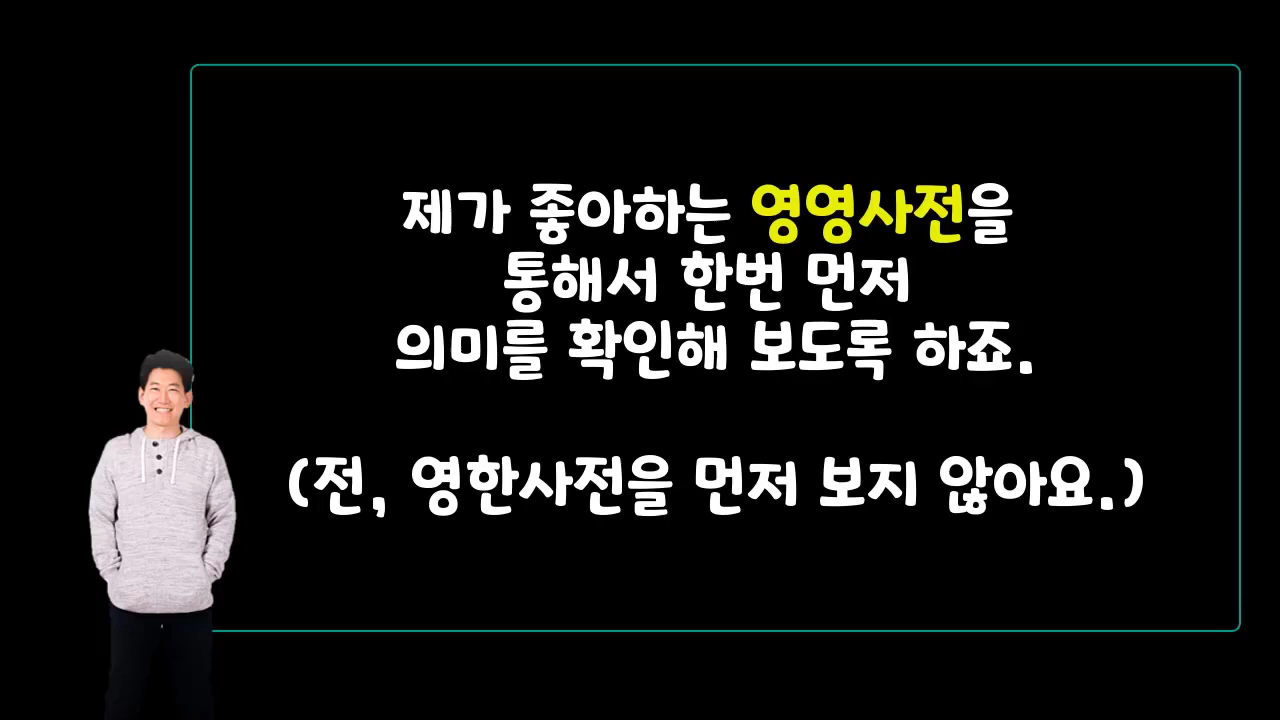 제가 좋아하는 영영사전을
통해서 한번 먼저
의미를 확인해 보도록 하죠.
(전, 영한사전을 먼저 보지 않아요.)